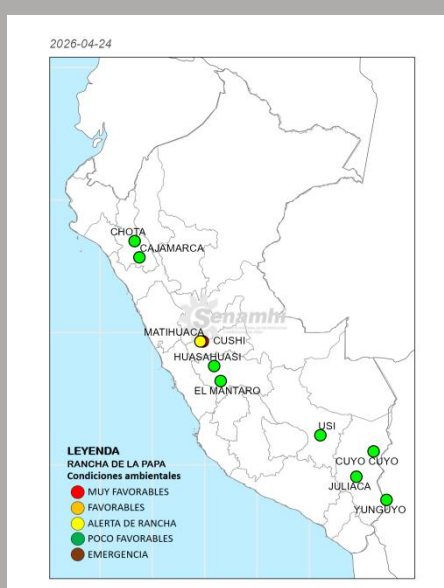 2026-04-24
CHOTA
CAJAMARCA
Senamhi
MATIHUACA
CUSHI
HUASAHUASI
EL MANTARO
USI
CUYO CUYO
JULIACA
YUNGUYO
LEYENDA
RANCHA DE LA PAPA
Condiciones ambientales
MUY FAVORABLES
FAVORABLES
ALERTA DE RANCHA
POCO FAVORABLES
EMERGENCIA